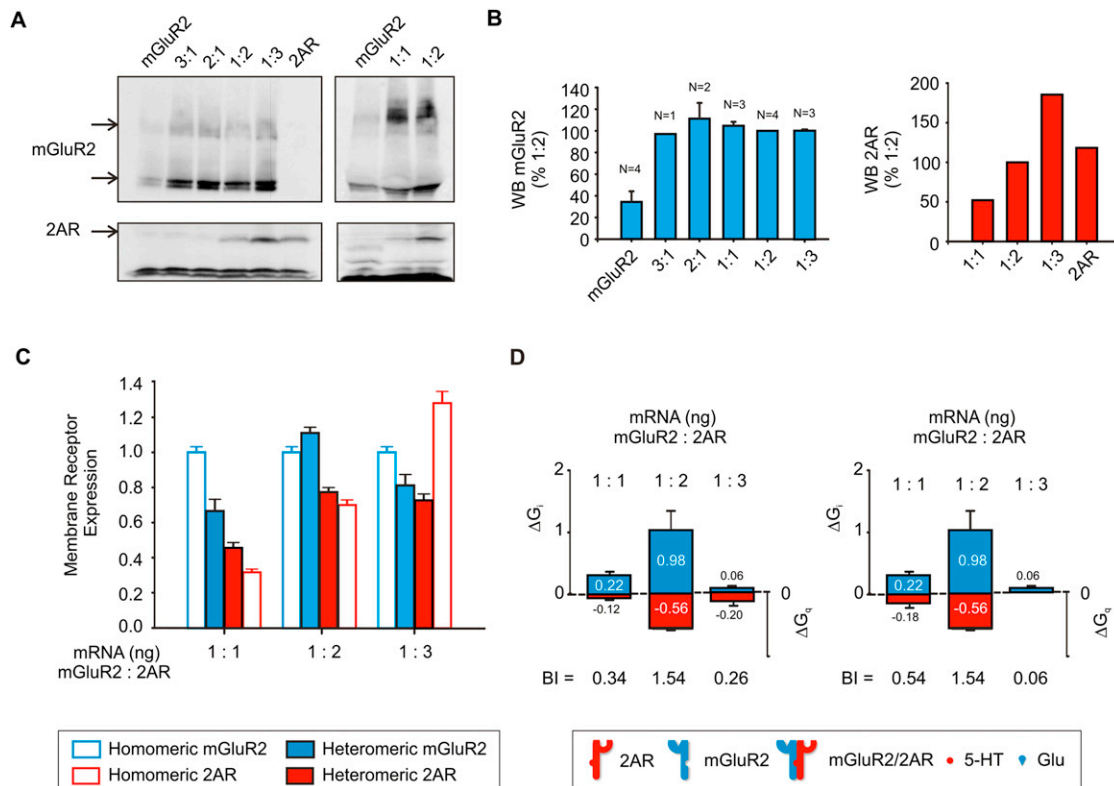 A
mGluR2
3:1
2:1
1:2
1:3
2AR
mGluR2
1:1
1:2
mGluR2
2AR
B
WB mGluR2
(% 1:2)
140
120
100
80
60
40
20
0
N=4
N=1
N=2
N=3
N=4
N=3
mGluR2
3:1
2:1
1:1
1:2
1:3
WB 2AR
(% 1:2)
200
150
100
50
0
1:1
1:2
1:3
2AR
C
Membrane Receptor
Expression
1.4
1.2
1.0
0.8
0.6
0.4
0.2
0.0
mRNA (ng)
mGluR2 : 2AR
1 : 1
1 : 2
1 : 3
Homomeric mGluR2
Heteromeric mGluR2
Homomeric 2AR
Heteromeric 2AR
D
mRNA (ng)
mGluR2 : 2AR
1 : 1 1 : 2 1 : 3
ΔGi
2
1
0
0.22
0.98
0.06
-0.12
-0.56
-0.20
0
ΔGq
BI = 0.34 1.54 0.26
mRNA (ng)
mGluR2 : 2AR
1 : 1 1 : 2 1 : 3
ΔGi
2
1
0
0.22
0.98
0.06
-0.18
-0.56
0
ΔGq
BI = 0.54 1.54 0.06
2AR mGluR2 mGluR2/2AR 5-HT Glu